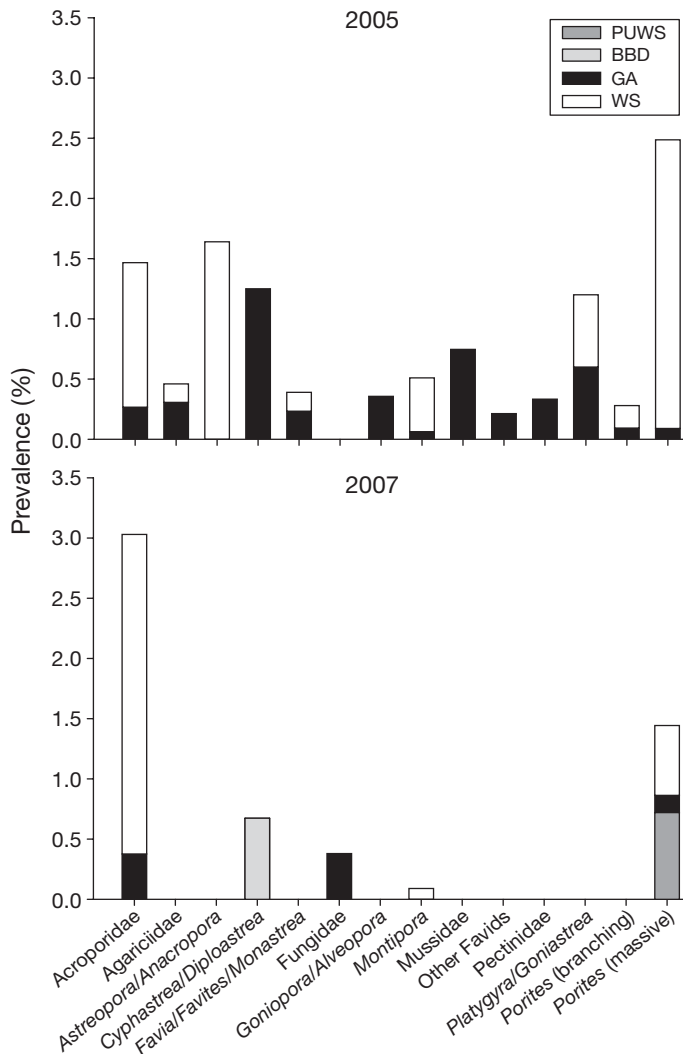 2005
PUWS
BBD
GA
WS
3.5
3.0
2.5
2.0
1.5
1.0
0.5
0.0
Prevalence (%)
2007
3.5
3.0
2.5
2.0
1.5
1.0
0.5
0.0
Acroporidae
Agariciidae
Astreopora/Anacropora
Cyphastrea/Diploastrea
Favia/Favites/Monastrea
Fungidae
Goniopora/Alveopora
Montipora
Mussidae
Other Favids
Pectinidae
Platygyra/Goniastrea
Porites (branching)
Porites (massive)